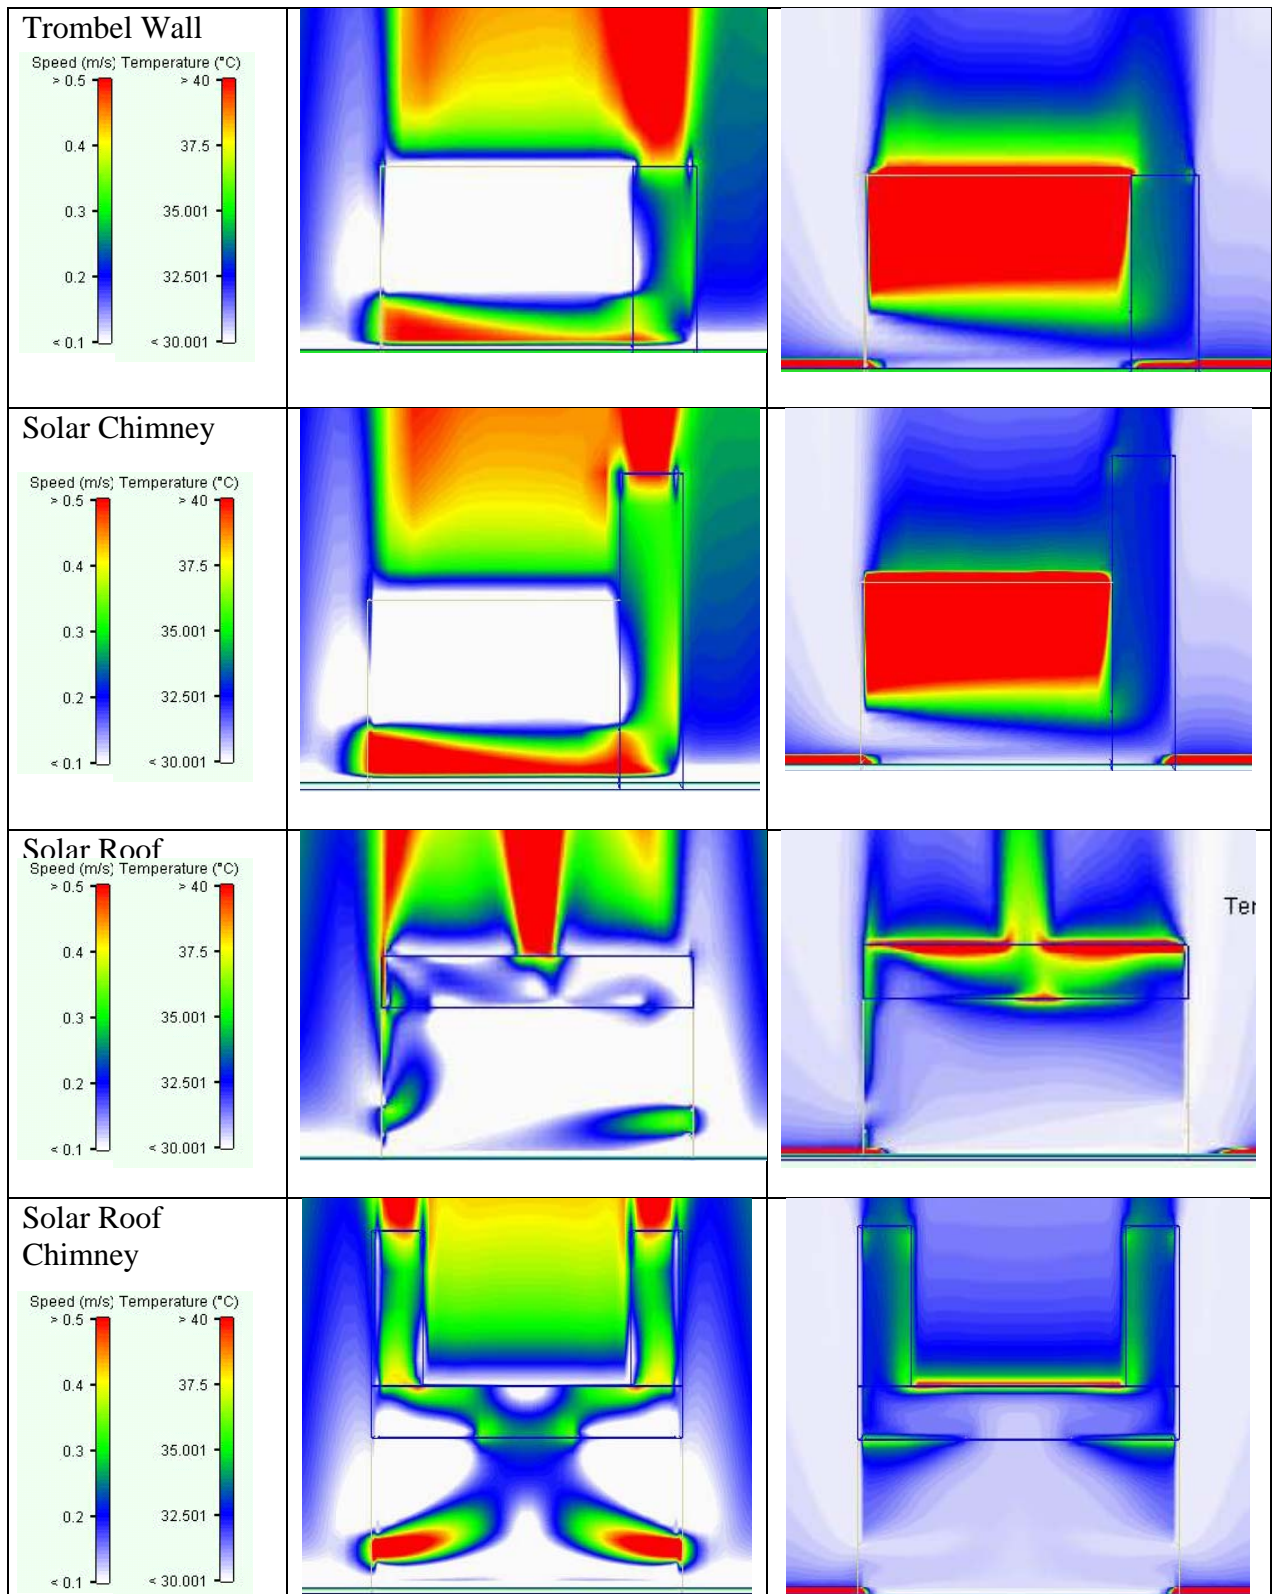 Trombel Wall
Speed (m/s) Temperature (°C)
> 0.5 > 40
0.4 37.5
0.3 35.001
0.2 32.501
< 0.1 < 30.001
Solar Chimney
Speed (m/s) Temperature (°C)
> 0.5 > 40
0.4 37.5
0.3 35.001
0.2 32.501
< 0.1 < 30.001
Solar Roof
Speed (m/s) Temperature (°C)
> 0.5 > 40
0.4 37.5
0.3 35.001
0.2 32.501
< 0.1 < 30.001
Ter
Solar Roof
Chimney
Speed (m/s) Temperature (°C)
> 0.5 > 40
0.4 37.5
0.3 35.001
0.2 32.501
< 0.1 < 30.001